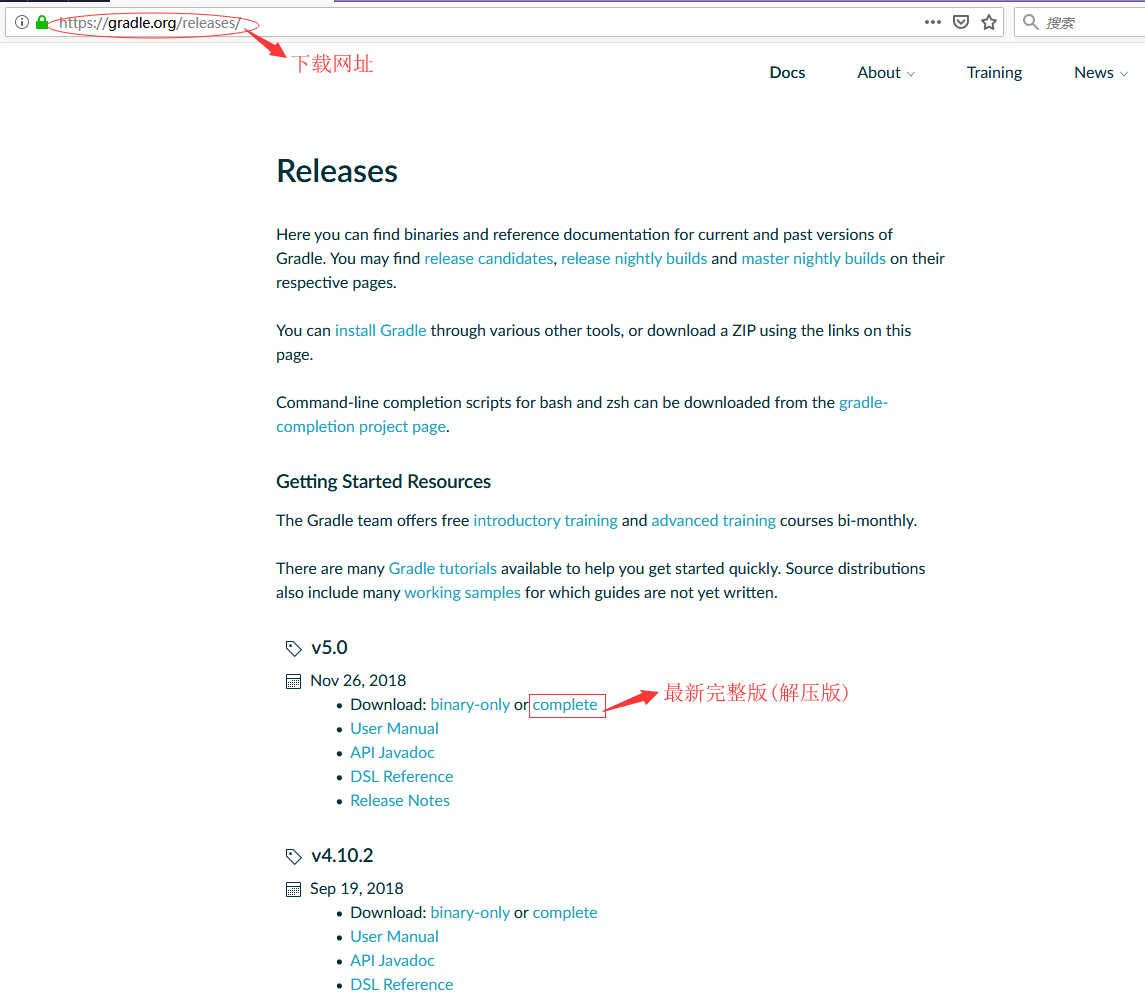 https://gradle.org/releases/
搜索
下载网址
Docs About Training News
Releases
Here you can find binaries and reference documentation for current and past versions of
Gradle. You may find release candidates, release nightly builds and master nightly builds on their
respective pages.
You can install Gradle through various other tools, or download a ZIP using the links on this
page.
Command-line completion scripts for bash and zsh can be downloaded from the gradle-
completion project page.
Getting Started Resources
The Gradle team offers free introductory training and advanced training courses bi-monthly.
There are many Gradle tutorials available to help you get started quickly. Source distributions
also include many working samples for which guides are not yet written.
v5.0
Nov 26, 2018
• Download: binary-only or complete
最新完整版(解压版)
• User Manual
• API Javadoc
• DSL Reference
• Release Notes
v4.10.2
Sep 19, 2018
• Download: binary-only or complete
• User Manual
• API Javadoc
• DSL Reference